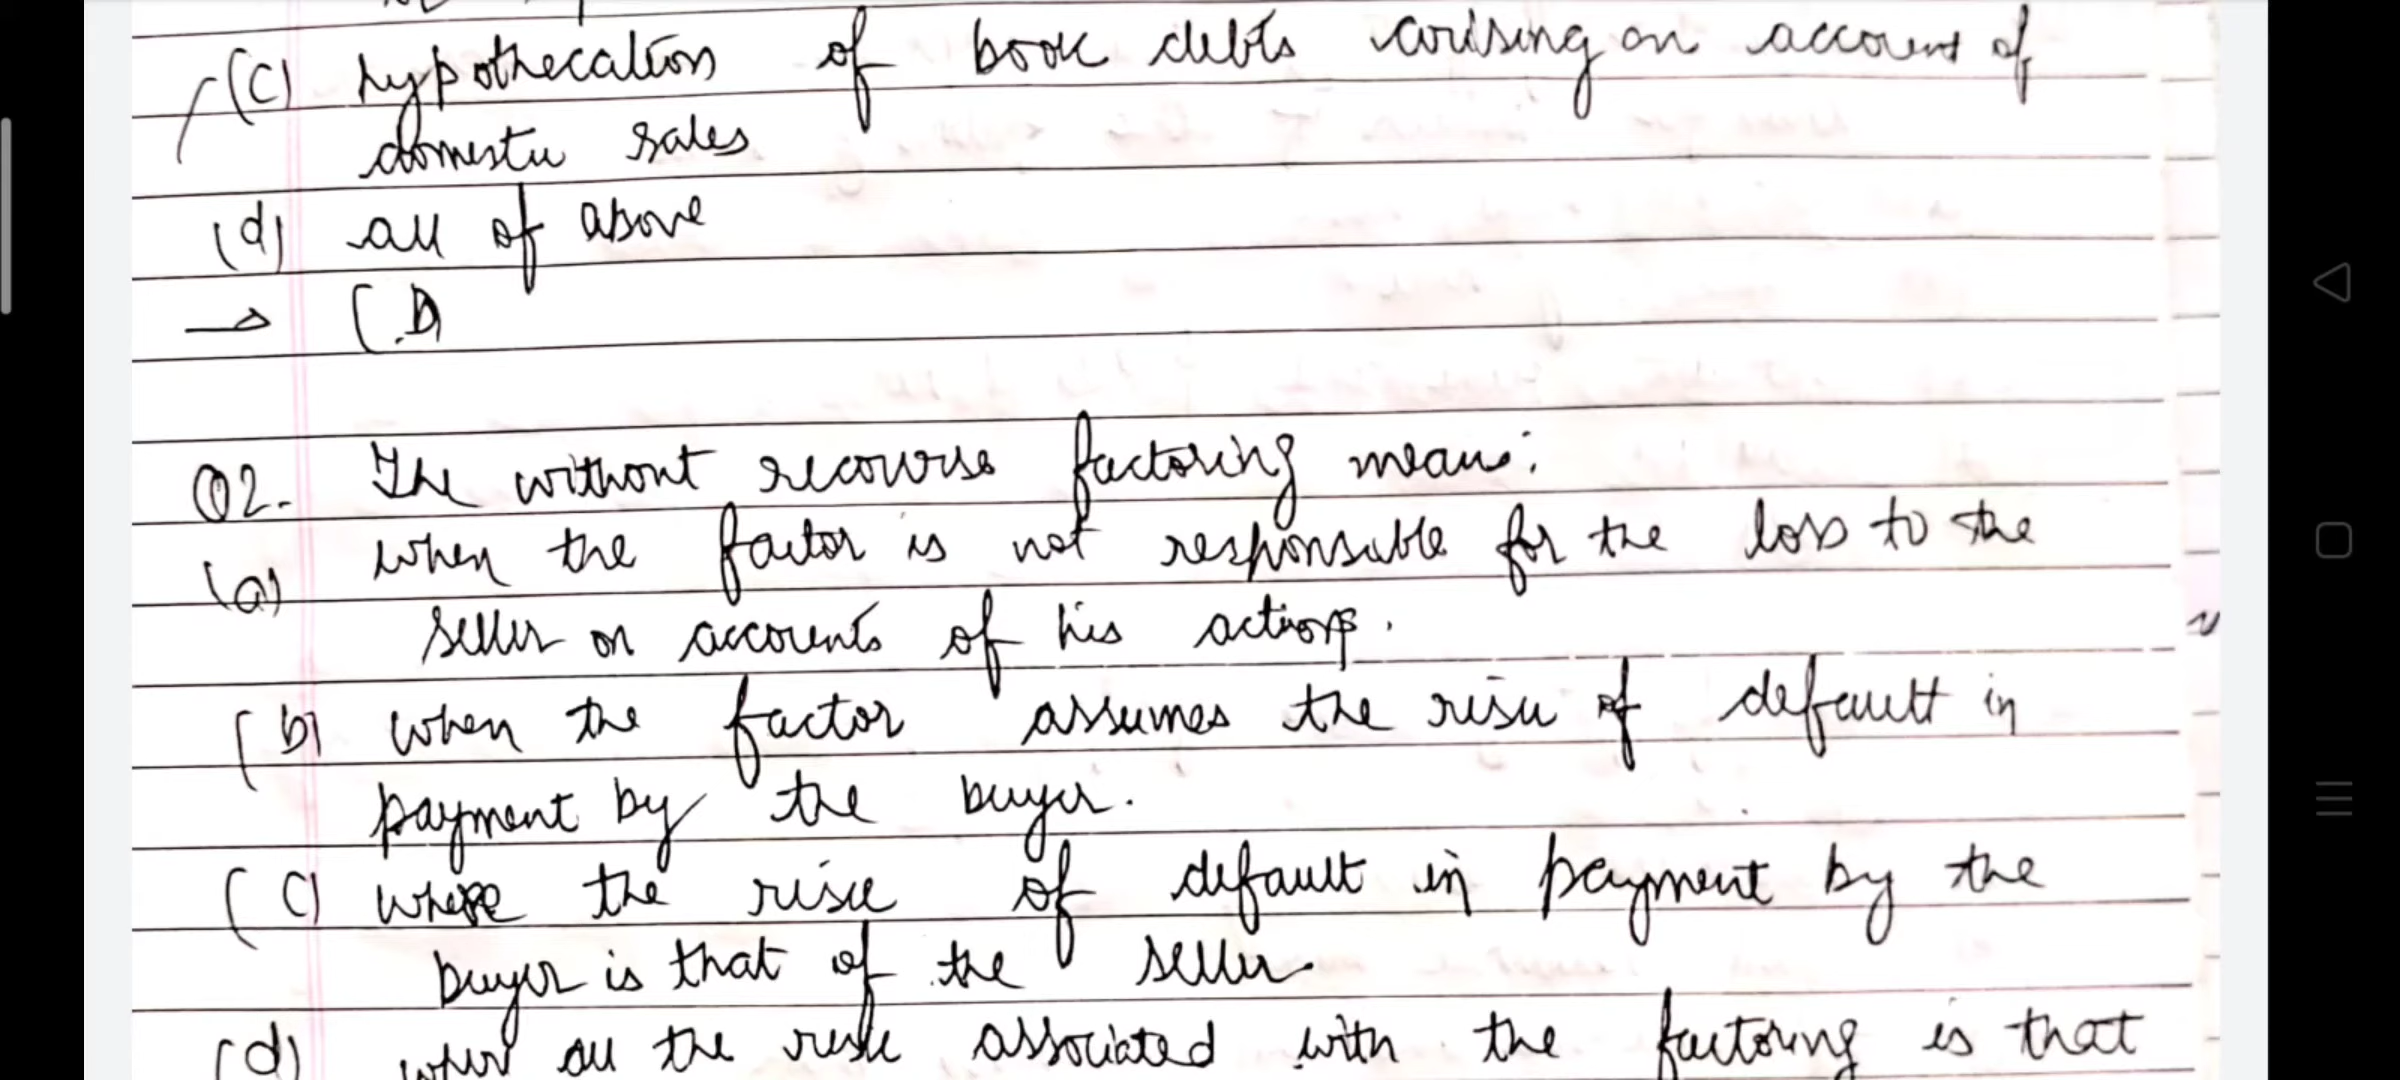 (c) hypothecation of book debts arising on account of
domestic sales
(d) all of above
→ (D)
Q2. The without recourse factoring means:
(a) when the factor is not responsible for the loss to the
seller on accounts of his actions.
(b) when the factor assumes the risk of default in
payment by the buyer.
(c) where the risk of default in payment by the
buyer is that of the seller.
(d) when all the risk associated with the factoring is that